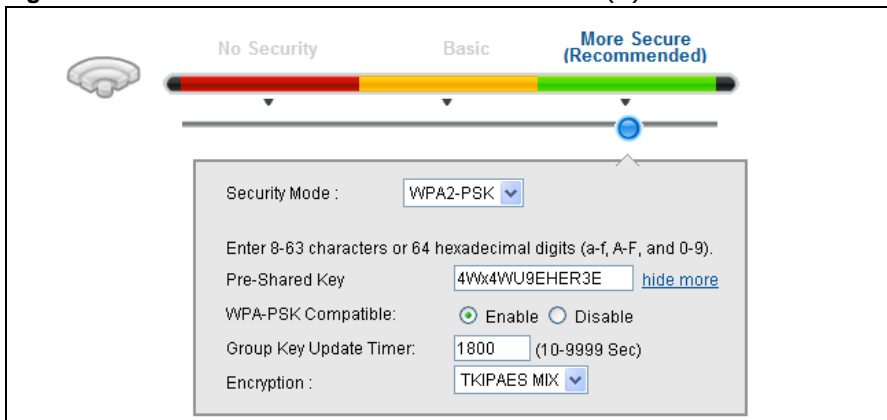 No Security Basic More Secure
(Recommended)
Security Mode : WPA2-PSK
Enter 8-63 characters or 64 hexadecimal digits (a-f, A-F, and 0-9).
Pre-Shared Key 4Wx4WU9EHER3E hide more
WPA-PSK Compatible: Enable Disable
Group Key Update Timer: 1800 (10-9999 Sec)
Encryption : TKIPAES MIX